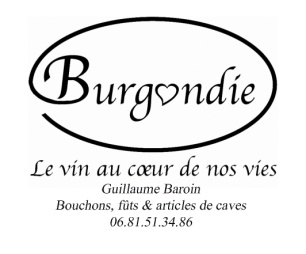 Burgondie
Le vin au cœur de nos vies
Guillaume Baroin
Bouchons, fûts & articles de caves
06.81.51.34.86